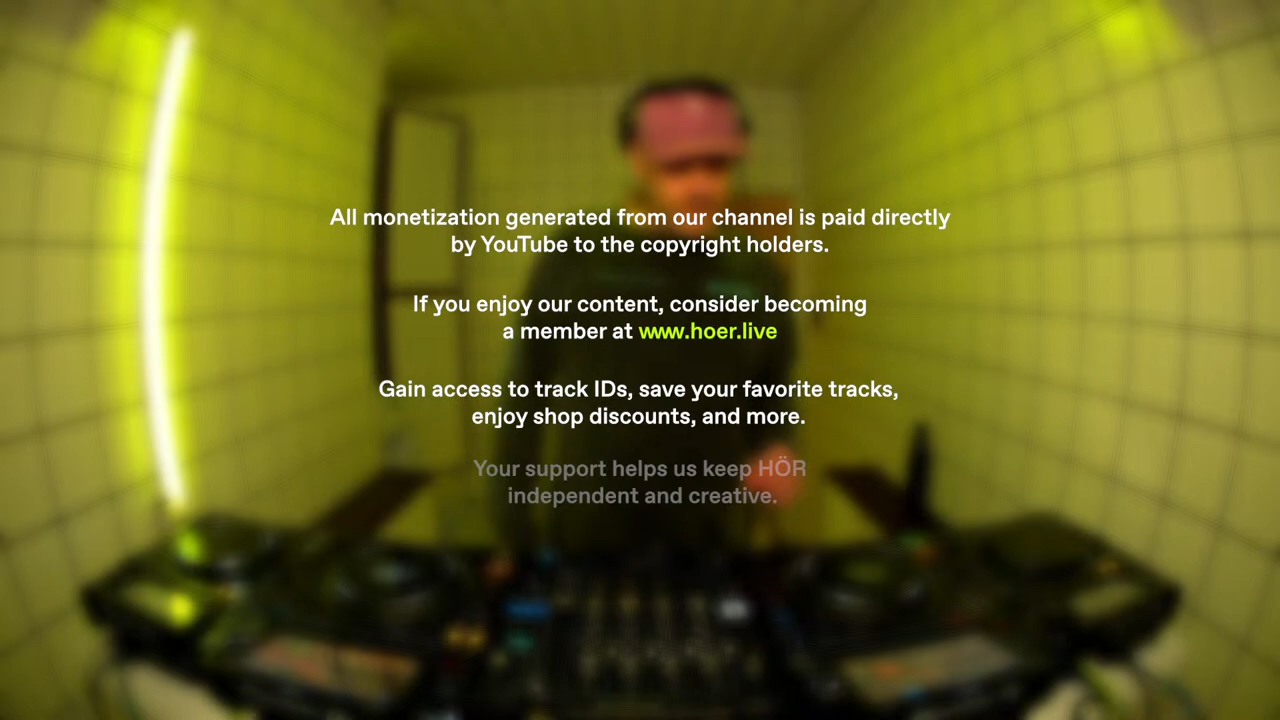 All monetization generated from our channel is paid directly
by YouTube to the copyright holders.
If you enjoy our content, consider becoming
a member at www.hoer.live
Gain access to track IDs, save your favorite tracks,
enjoy shop discounts, and more.
Your support helps us keep HÖR
independent and creative.